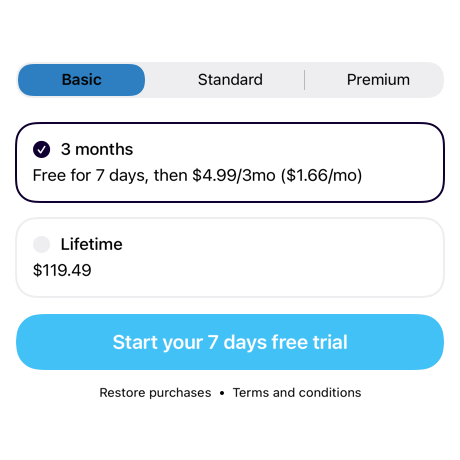 Basic Standard Premium
3 months
Free for 7 days, then $4.99/3mo ($1.66/mo)
Lifetime
$119.49
Start your 7 days free trial
Restore purchases • Terms and conditions